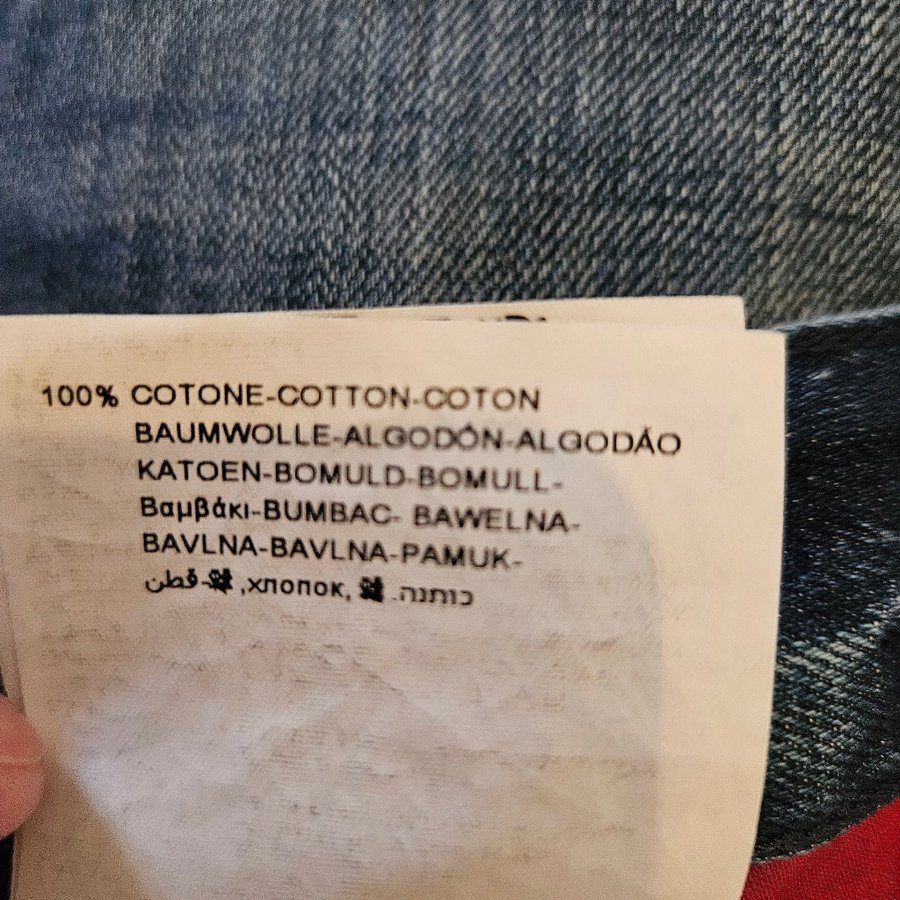 100% COTONE-COTTON-COTON
BAUMWOLLE-ALGODÓN-ALGODÃO
KATOEN-BOMULD-BOMULL-
Βαμβάκι-BUMBAC- BAWELNA-
BAVLNA-BAVLNA-PAMUK-
قطن-, хлопок, .כותנה